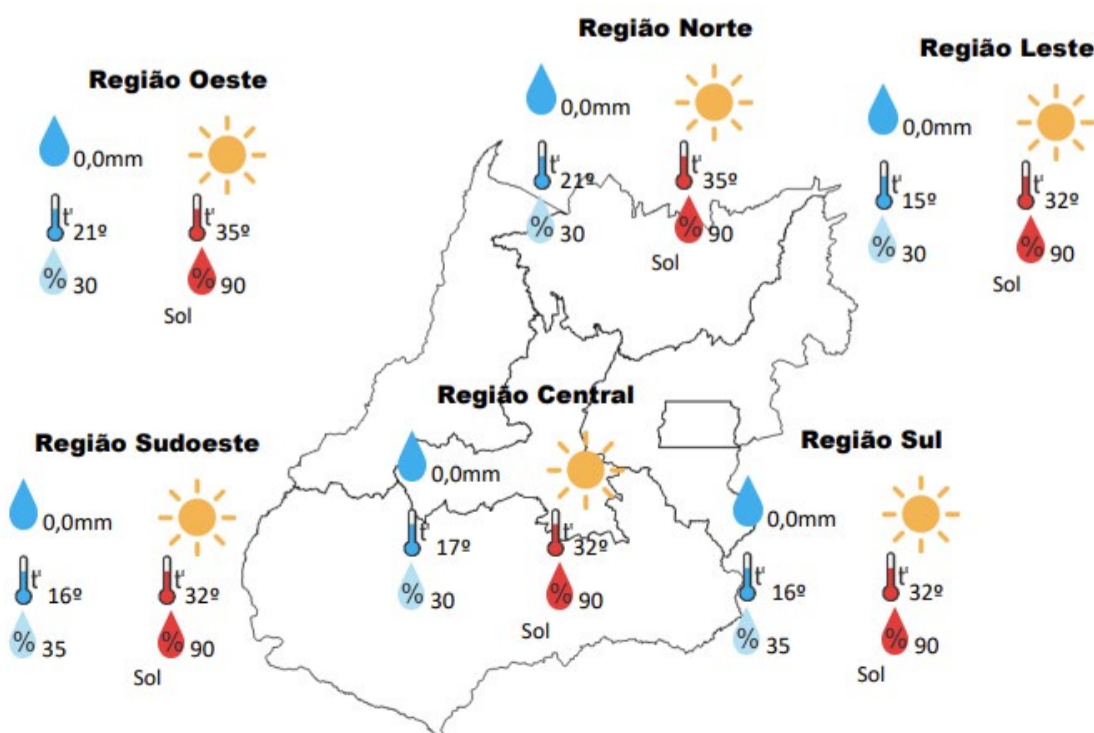 Região Norte
0,0mm
21º
35º
% 30
% 90
Sol
Região Leste
0,0mm
15º
32º
% 30
% 90
Sol
Região Oeste
0,0mm
21º
35º
% 30
% 90
Sol
Região Central
0,0mm
17º
32º
% 30
% 90
Sol
Região Sudoeste
0,0mm
16º
32º
% 35
% 90
Sol
Região Sul
0,0mm
16º
32º
% 35
% 90
Sol